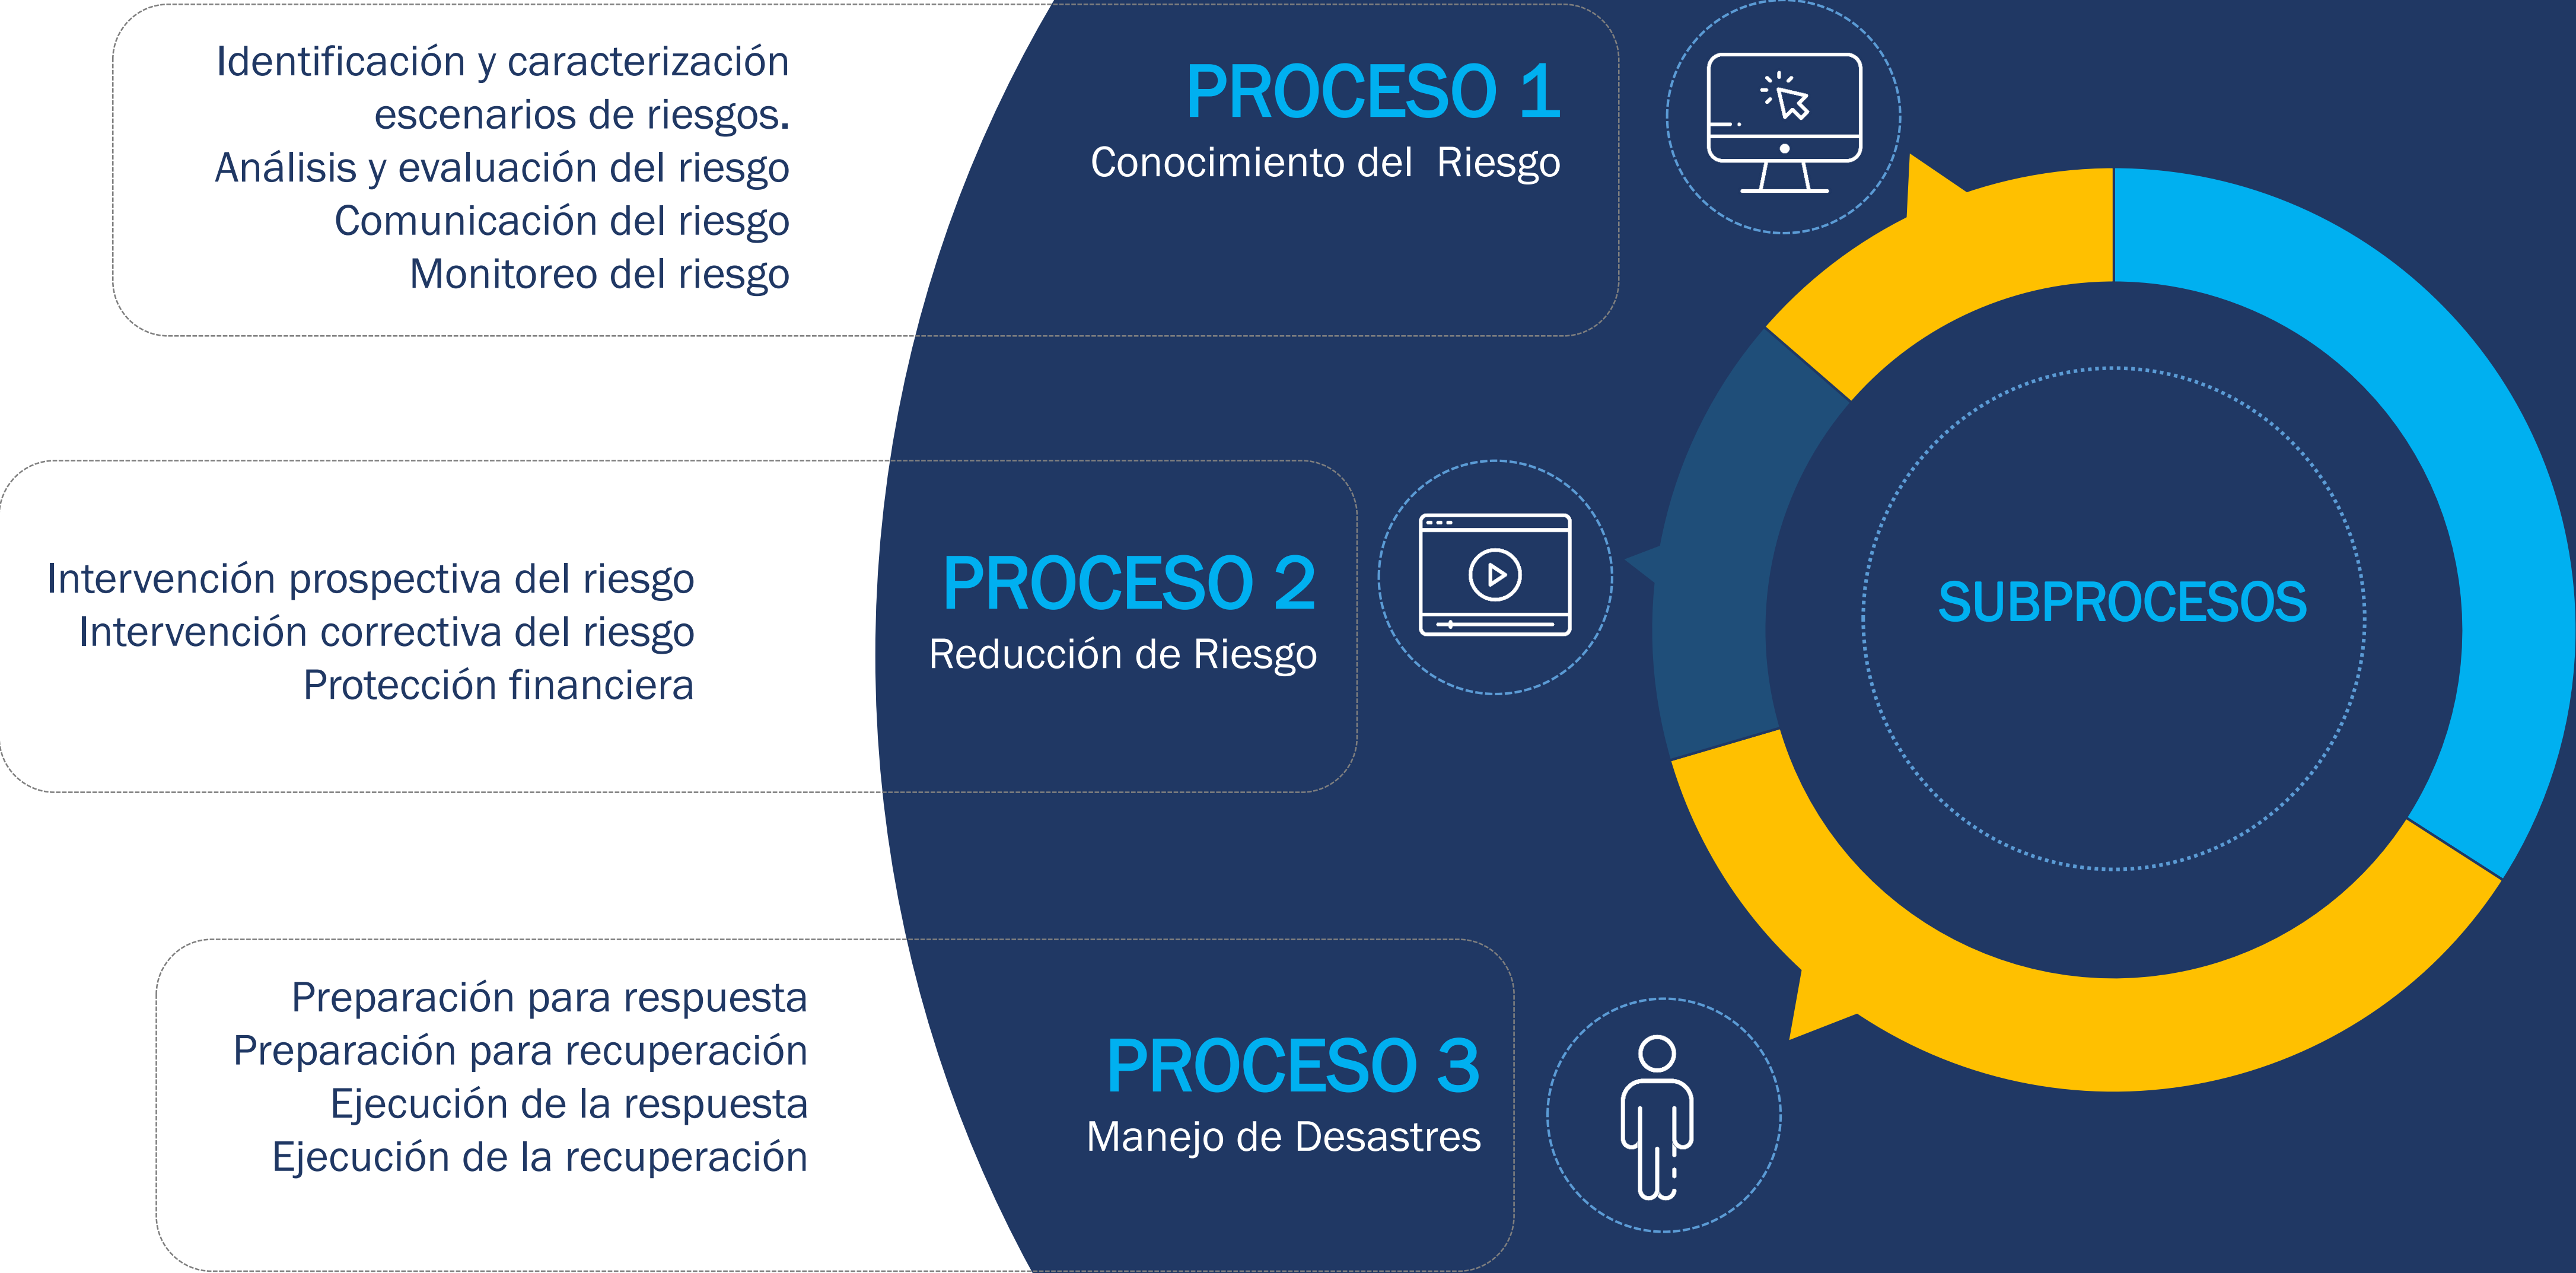 PROCESO 1
Conocimiento del Riesgo
Identificación y caracterización
escenarios de riesgos.
Análisis y evaluación del riesgo
Comunicación del riesgo
Monitoreo del riesgo
PROCESO 2
Reducción de Riesgo
Intervención prospectiva del riesgo
Intervención correctiva del riesgo
Protección financiera
SUBPROCESOS
PROCESO 3
Manejo de Desastres
Preparación para respuesta
Preparación para recuperación
Ejecución de la respuesta
Ejecución de la recuperación